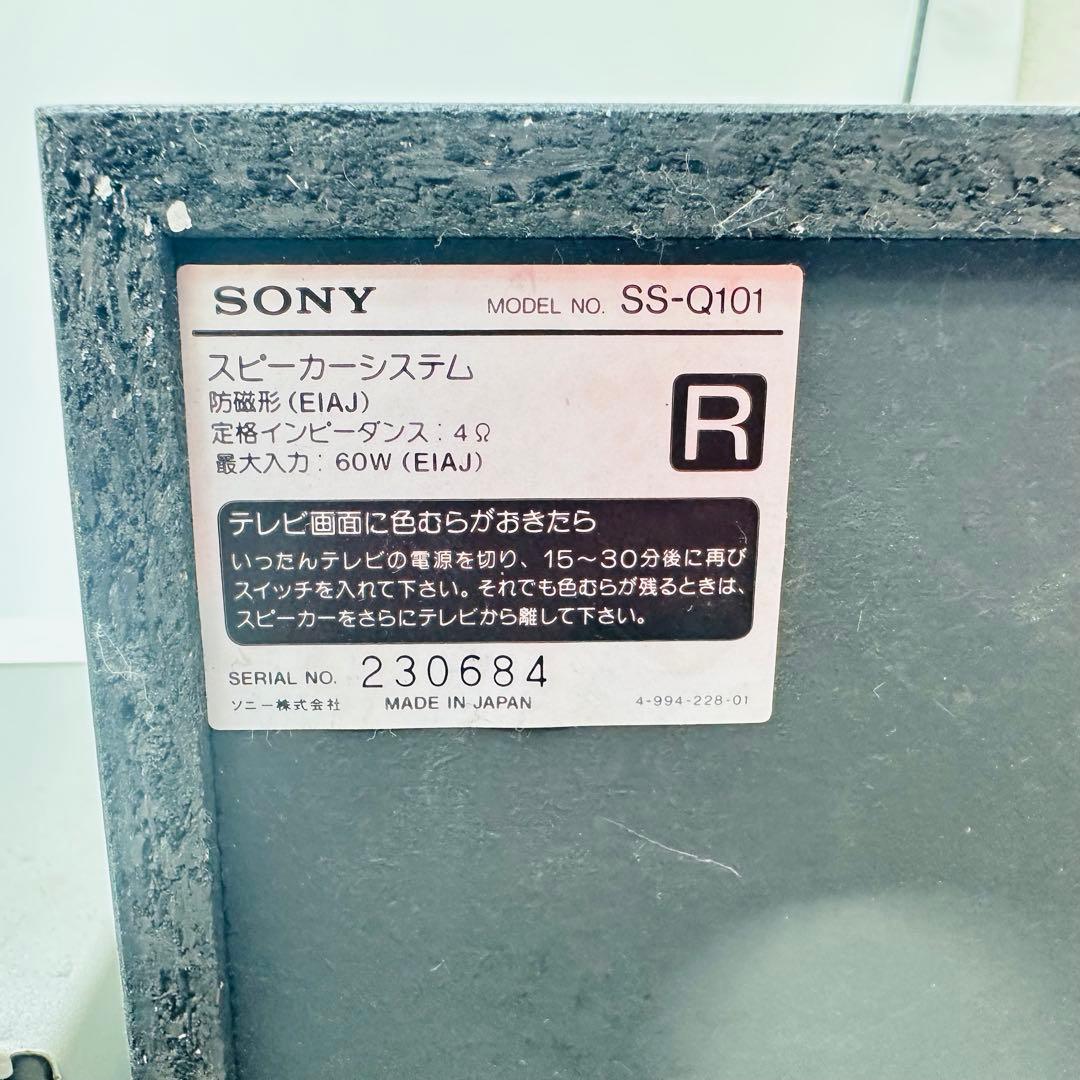 SONY MODEL NO. SS-Q101
スピーカーシステム
防磁形(EIAJ)
定格インピーダンス:4Ω
最大入力:60W(EIAJ)
R
テレビ画面に色むらがおきたら
いったんテレビの電源を切り、15～30分後に再び
スイッチを入れて下さい。それでも色むらが残るときは、
スピーカーをさらにテレビから離して下さい。
SERIAL NO. 230684
ソニー株式会社 MADE IN JAPAN 4-994-228-01